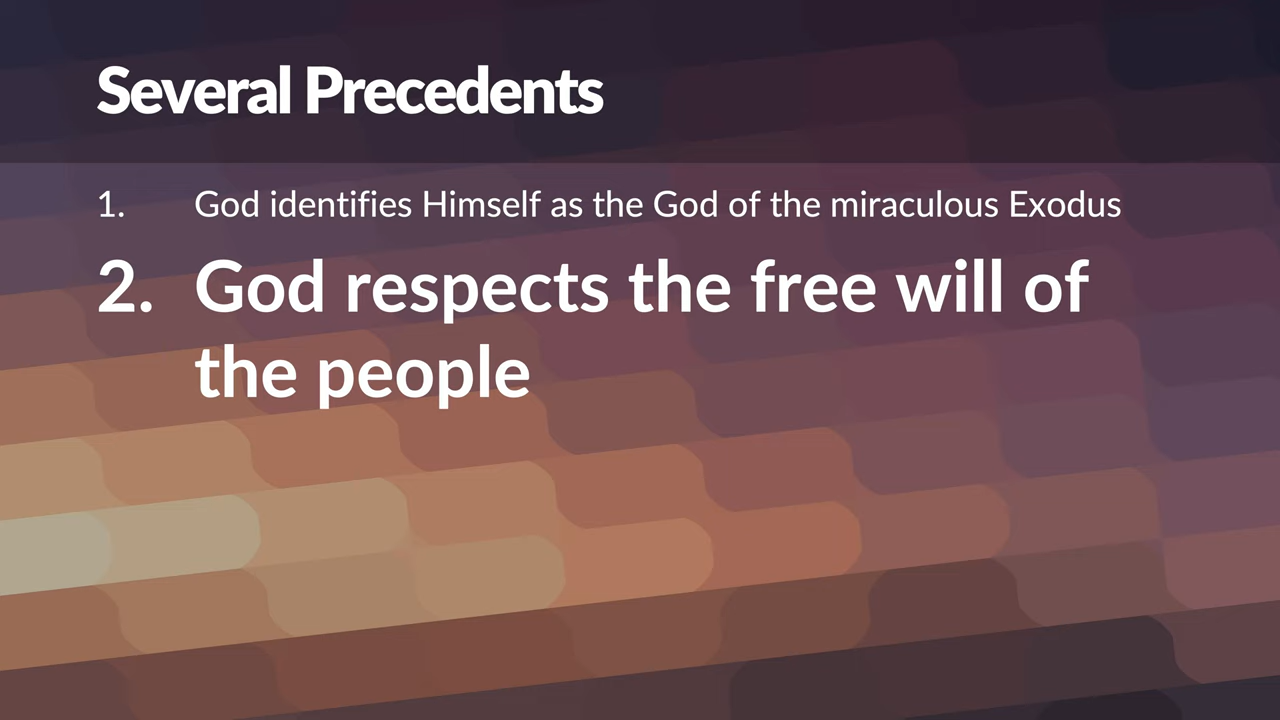 Several Precedents
1. God identifies Himself as the God of the miraculous Exodus
2. God respects the free will of
the people